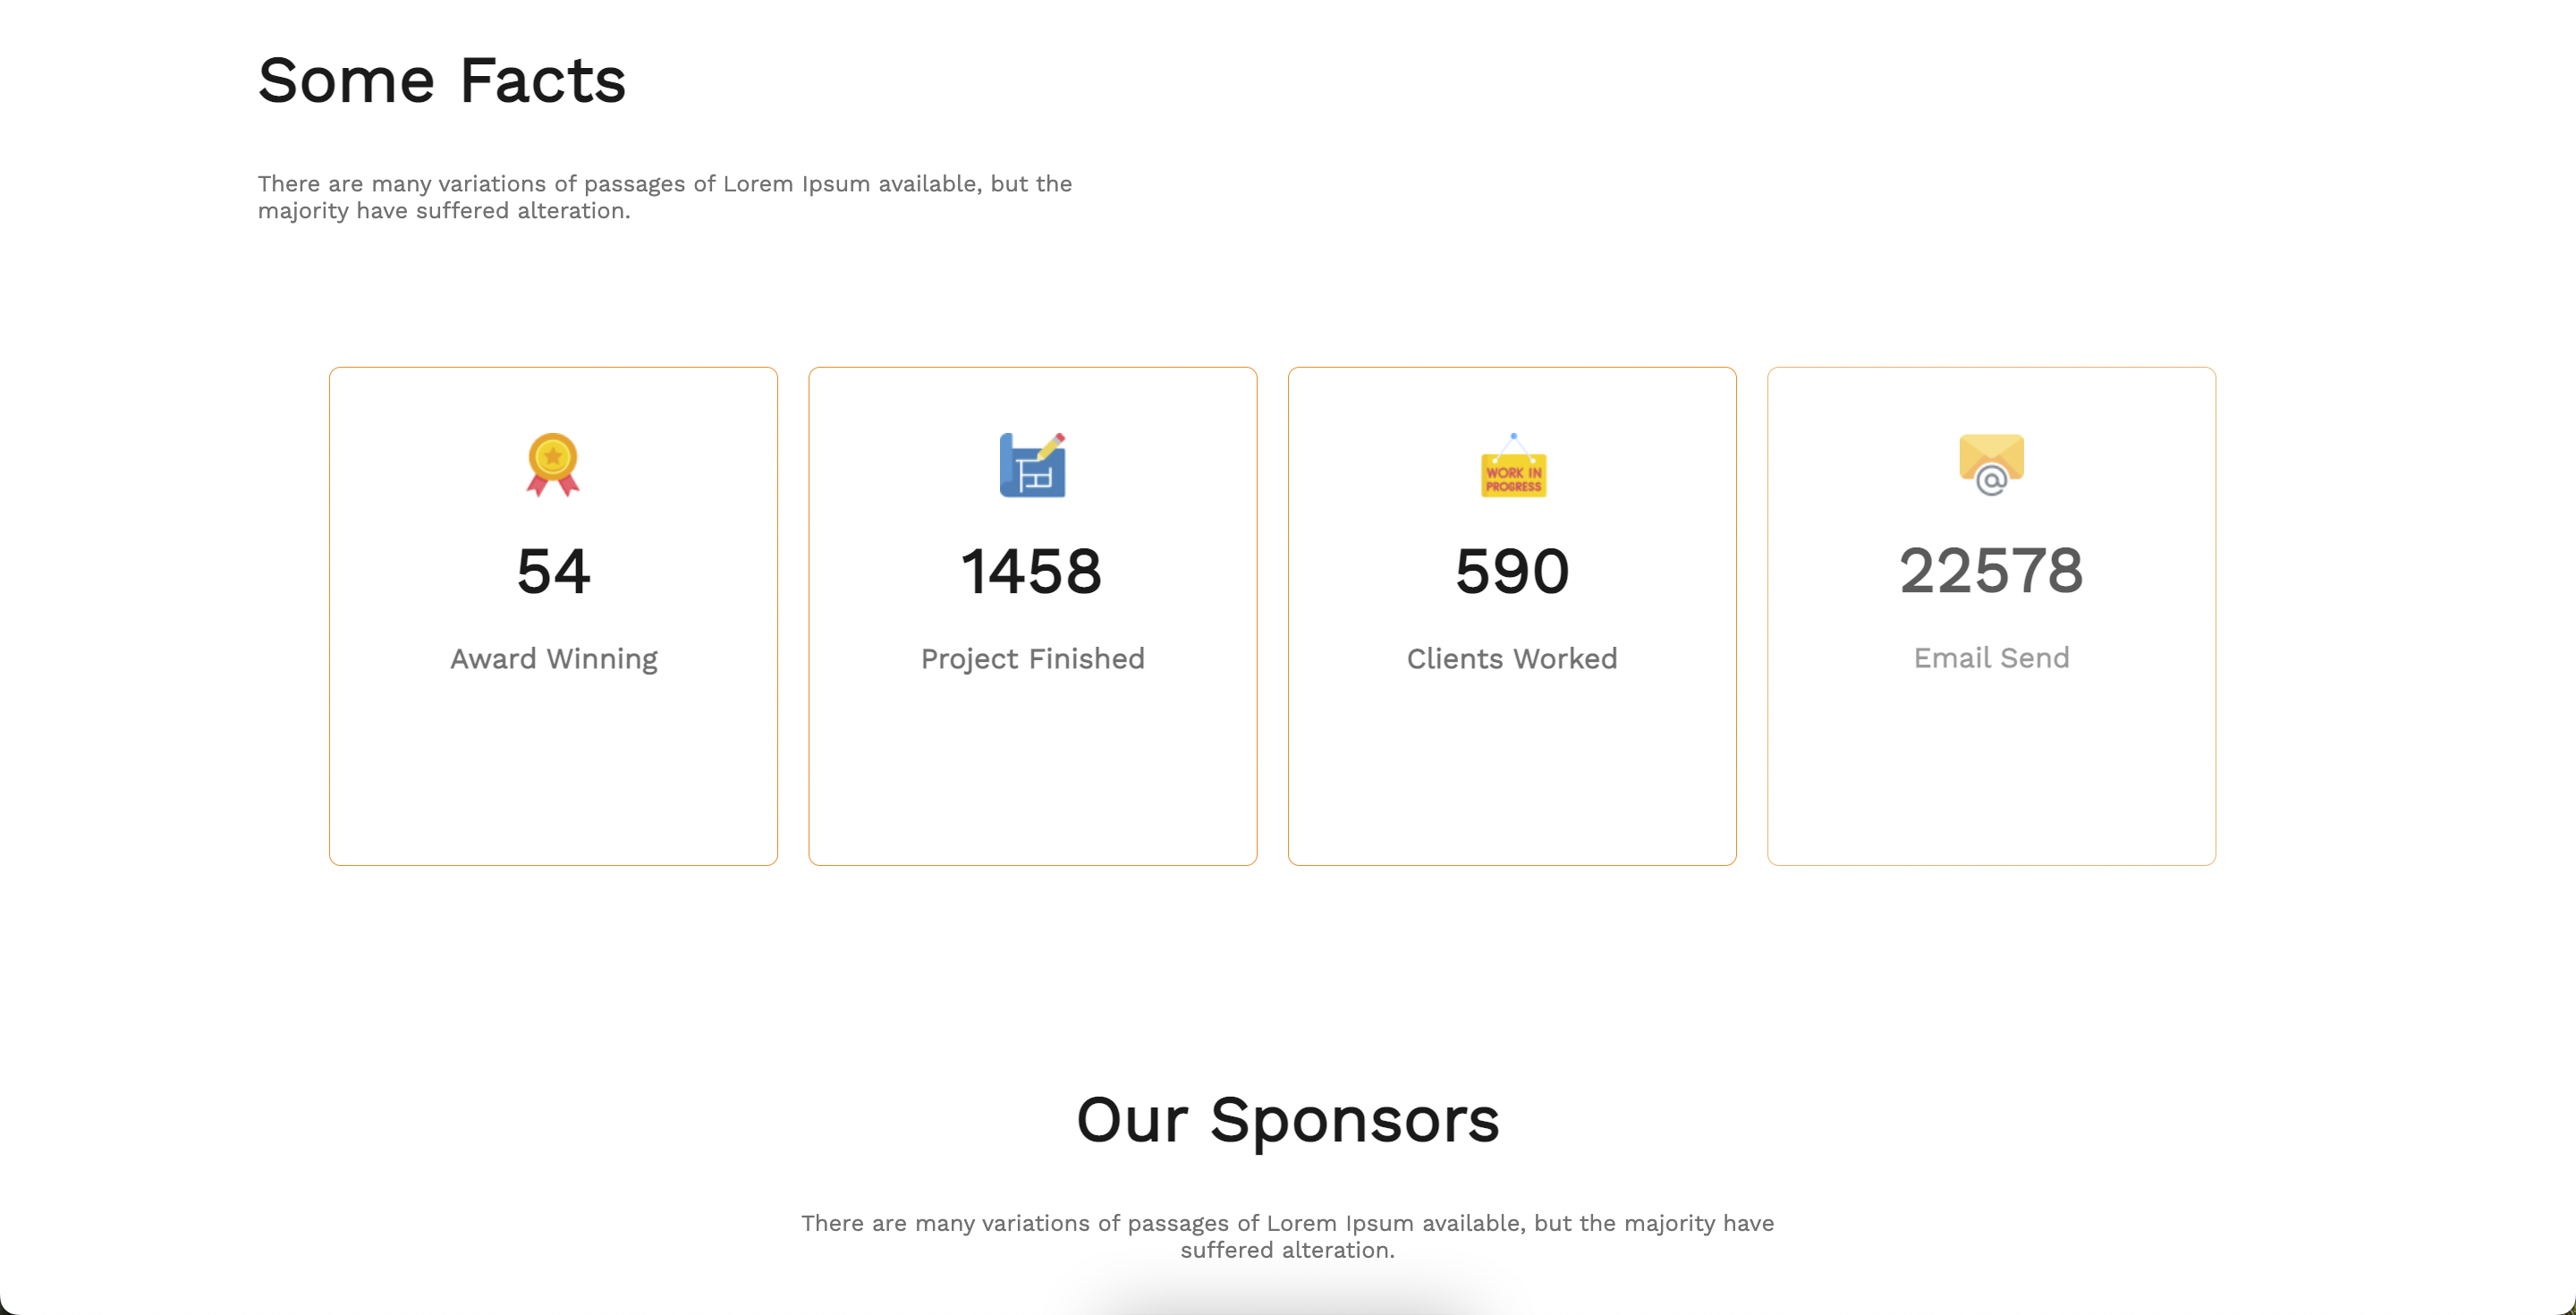 Some Facts
There are many variations of passages of Lorem Ipsum available, but the
majority have suffered alteration.
54
Award Winning
1458
Project Finished
WORK IN
PROGRESS
590
Clients Worked
@
22578
Email Send
Our Sponsors
There are many variations of passages of Lorem Ipsum available, but the majority have
suffered alteration.